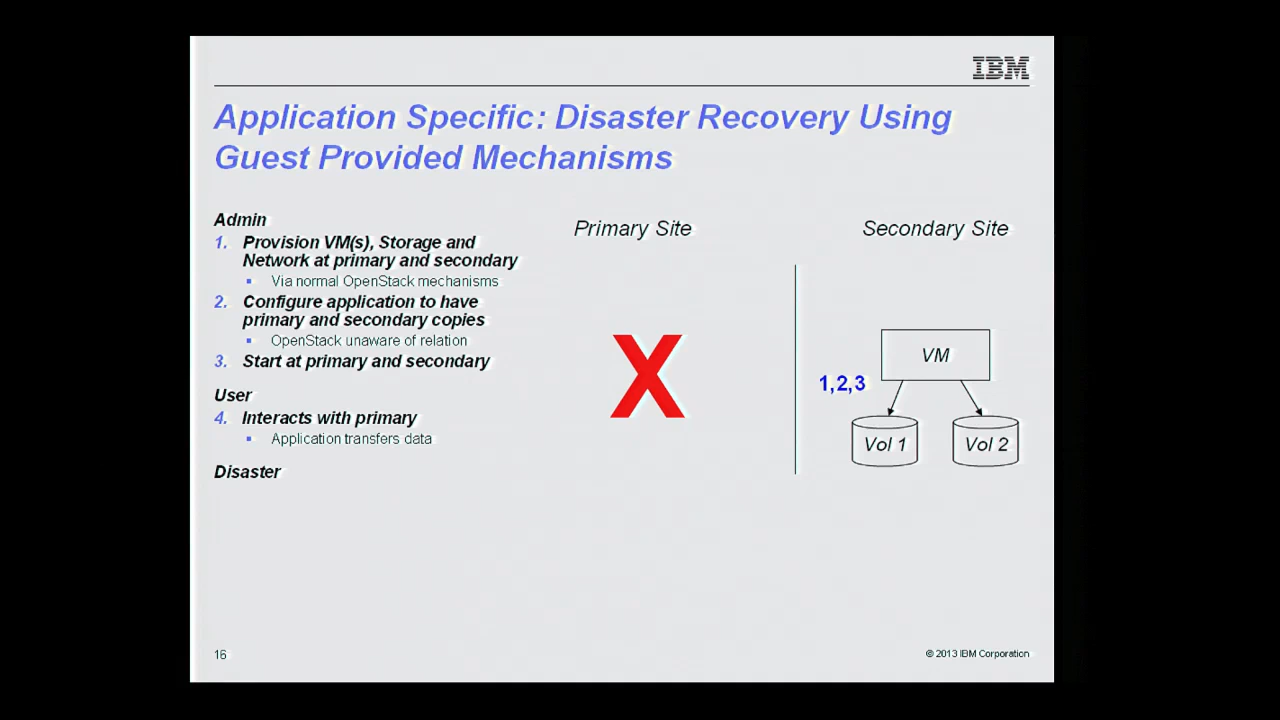 IBM
Application Specific: Disaster Recovery Using
Guest Provided Mechanisms
Admin
1. Provision VM(s), Storage and
Network at primary and secondary
▪ Via normal OpenStack mechanisms
2. Configure application to have
primary and secondary copies
▪ OpenStack unaware of relation
3. Start at primary and secondary
User
4. Interacts with primary
▪ Application transfers data
Disaster
Primary Site
X
Secondary Site
VM
1,2,3
Vol 1
Vol 2
16
© 2013 IBM Corporation